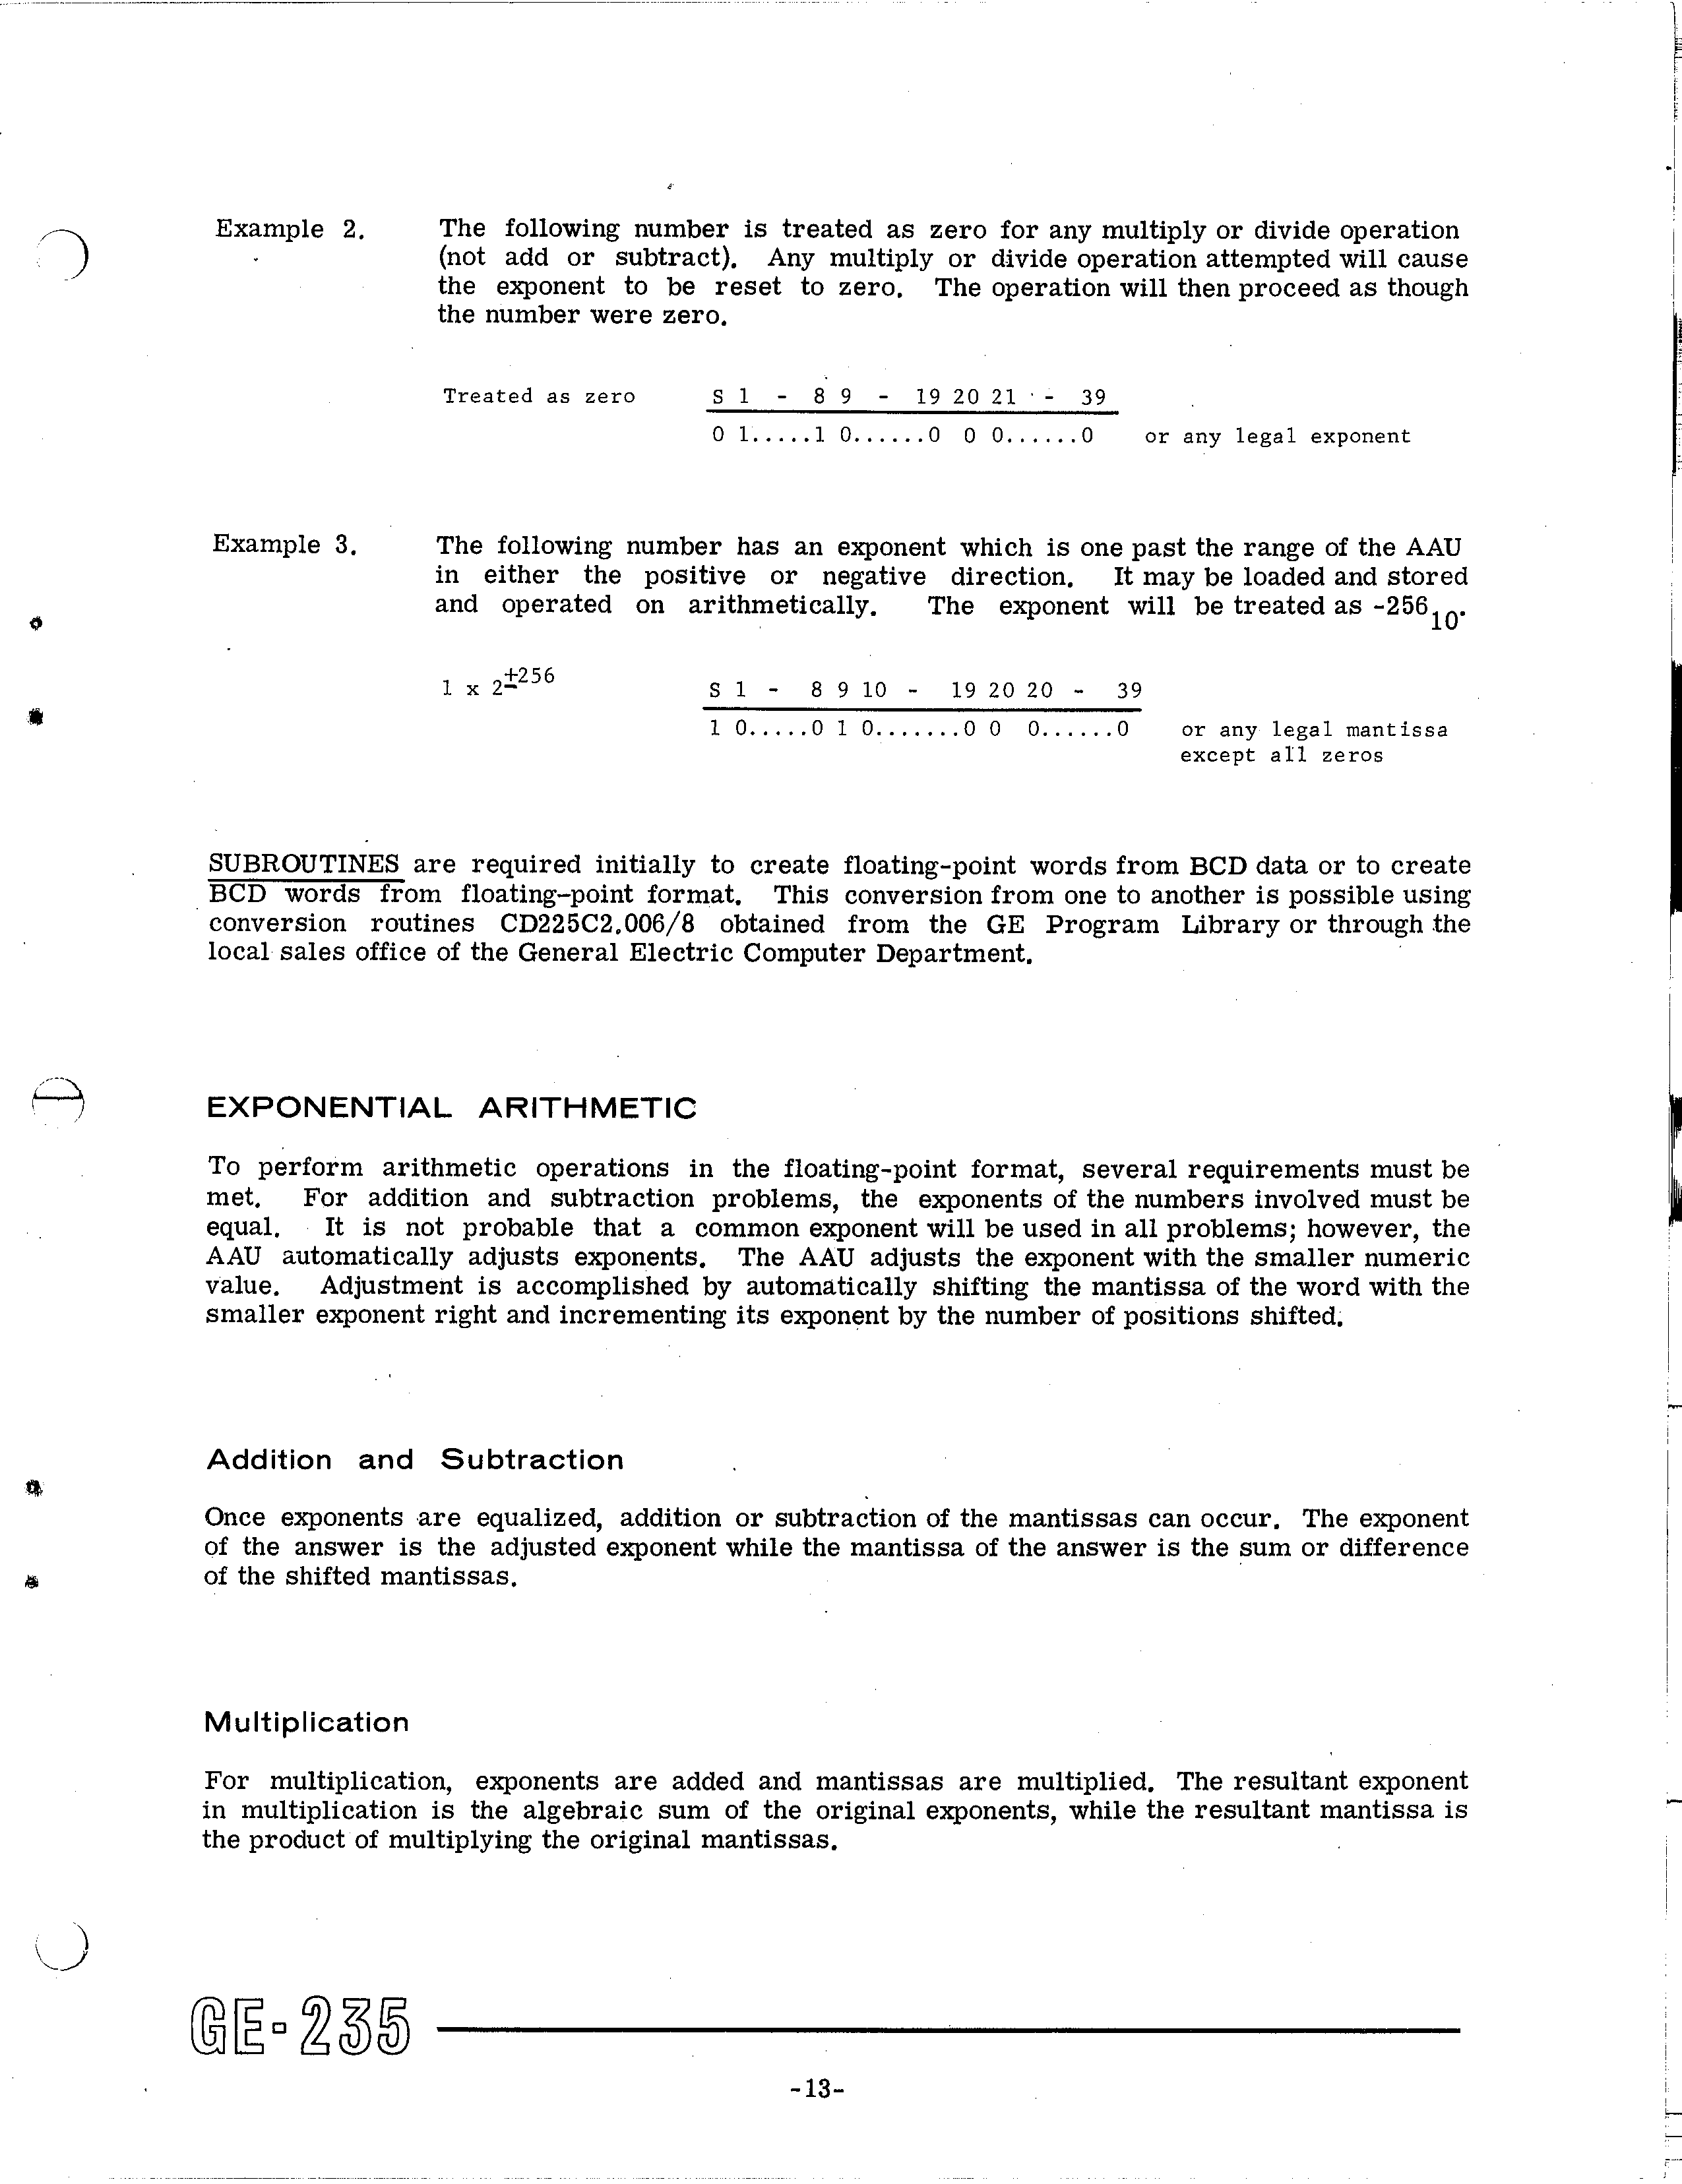 Example 2. The following number is treated as zero for any multiply or divide operation
(not add or subtract). Any multiply or divide operation attempted will cause
the exponent to be reset to zero. The operation will then proceed as though
the number were zero.
Treated as zero S 1 - 8 9 - 19 20 21 - 39
0 1.....1 0......0 0 0......0 or any legal exponent
Example 3. The following number has an exponent which is one past the range of the AAU
in either the positive or negative direction. It may be loaded and stored
and operated on arithmetically. The exponent will be treated as -256₁₀.
1 x 2±256 S 1 - 8 9 10 - 19 20 20 - 39
1 0.....0 1 0.......0 0 0......0 or any legal mantissa
except all zeros
SUBROUTINES are required initially to create floating-point words from BCD data or to create
BCD words from floating-point format. This conversion from one to another is possible using
conversion routines CD225C2.006/8 obtained from the GE Program Library or through the
local sales office of the General Electric Computer Department.
EXPONENTIAL ARITHMETIC
To perform arithmetic operations in the floating-point format, several requirements must be
met. For addition and subtraction problems, the exponents of the numbers involved must be
equal. It is not probable that a common exponent will be used in all problems; however, the
AAU automatically adjusts exponents. The AAU adjusts the exponent with the smaller numeric
value. Adjustment is accomplished by automatically shifting the mantissa of the word with the
smaller exponent right and incrementing its exponent by the number of positions shifted.
Addition and Subtraction
Once exponents are equalized, addition or subtraction of the mantissas can occur. The exponent
of the answer is the adjusted exponent while the mantissa of the answer is the sum or difference
of the shifted mantissas.
Multiplication
For multiplication, exponents are added and mantissas are multiplied. The resultant exponent
in multiplication is the algebraic sum of the original exponents, while the resultant mantissa is
the product of multiplying the original mantissas.
GE-235
-13-